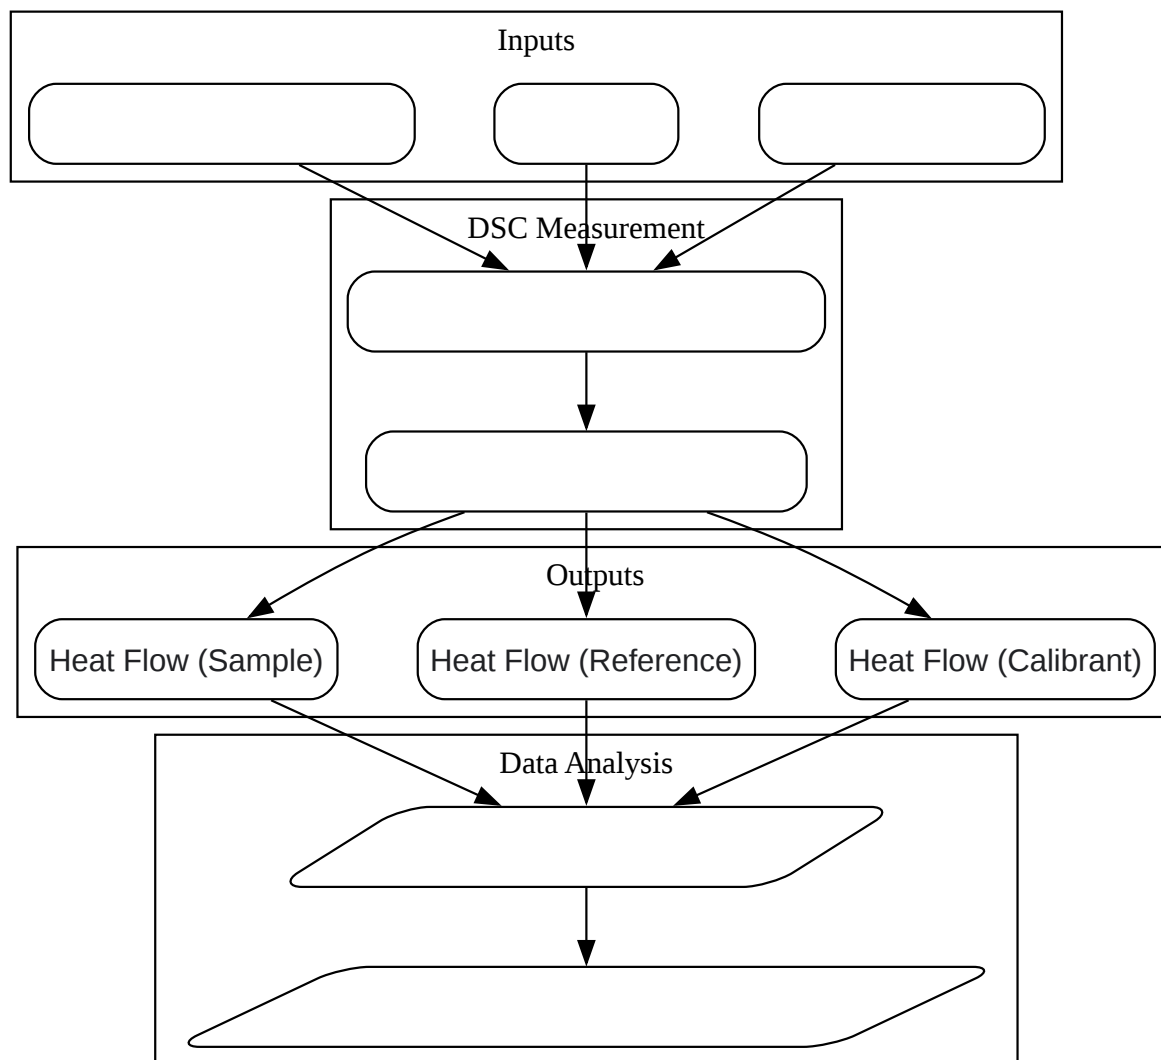 Inputs
DSC Measurement
Outputs
Heat Flow (Sample)
Heat Flow (Reference)
Heat Flow (Calibrant)
Data Analysis